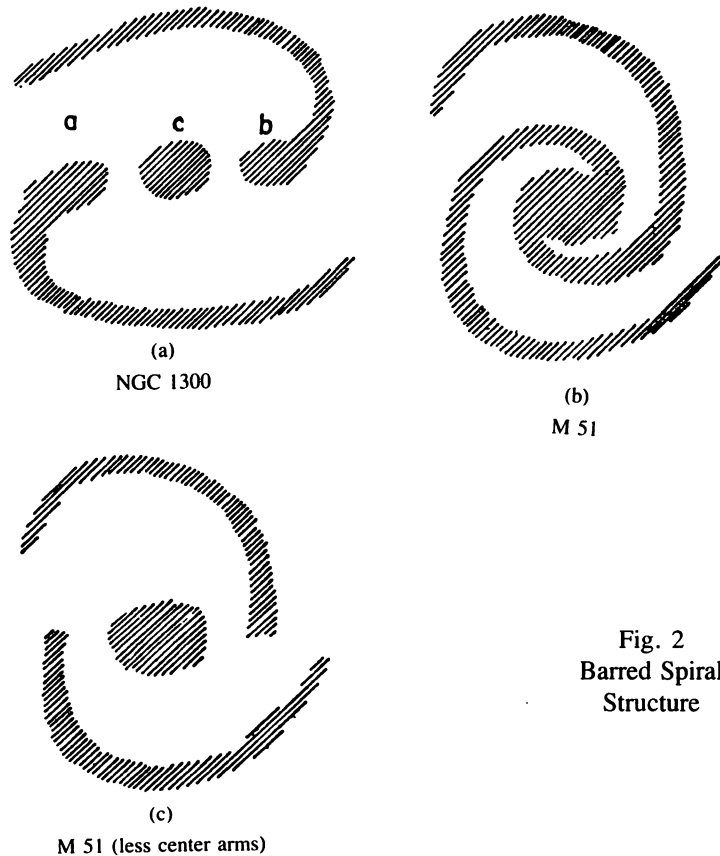 a
c
b
(a)
NGC 1300
(b)
M 51
Fig. 2
Barred Spiral
Structure
(c)
M 51 (less center arms)